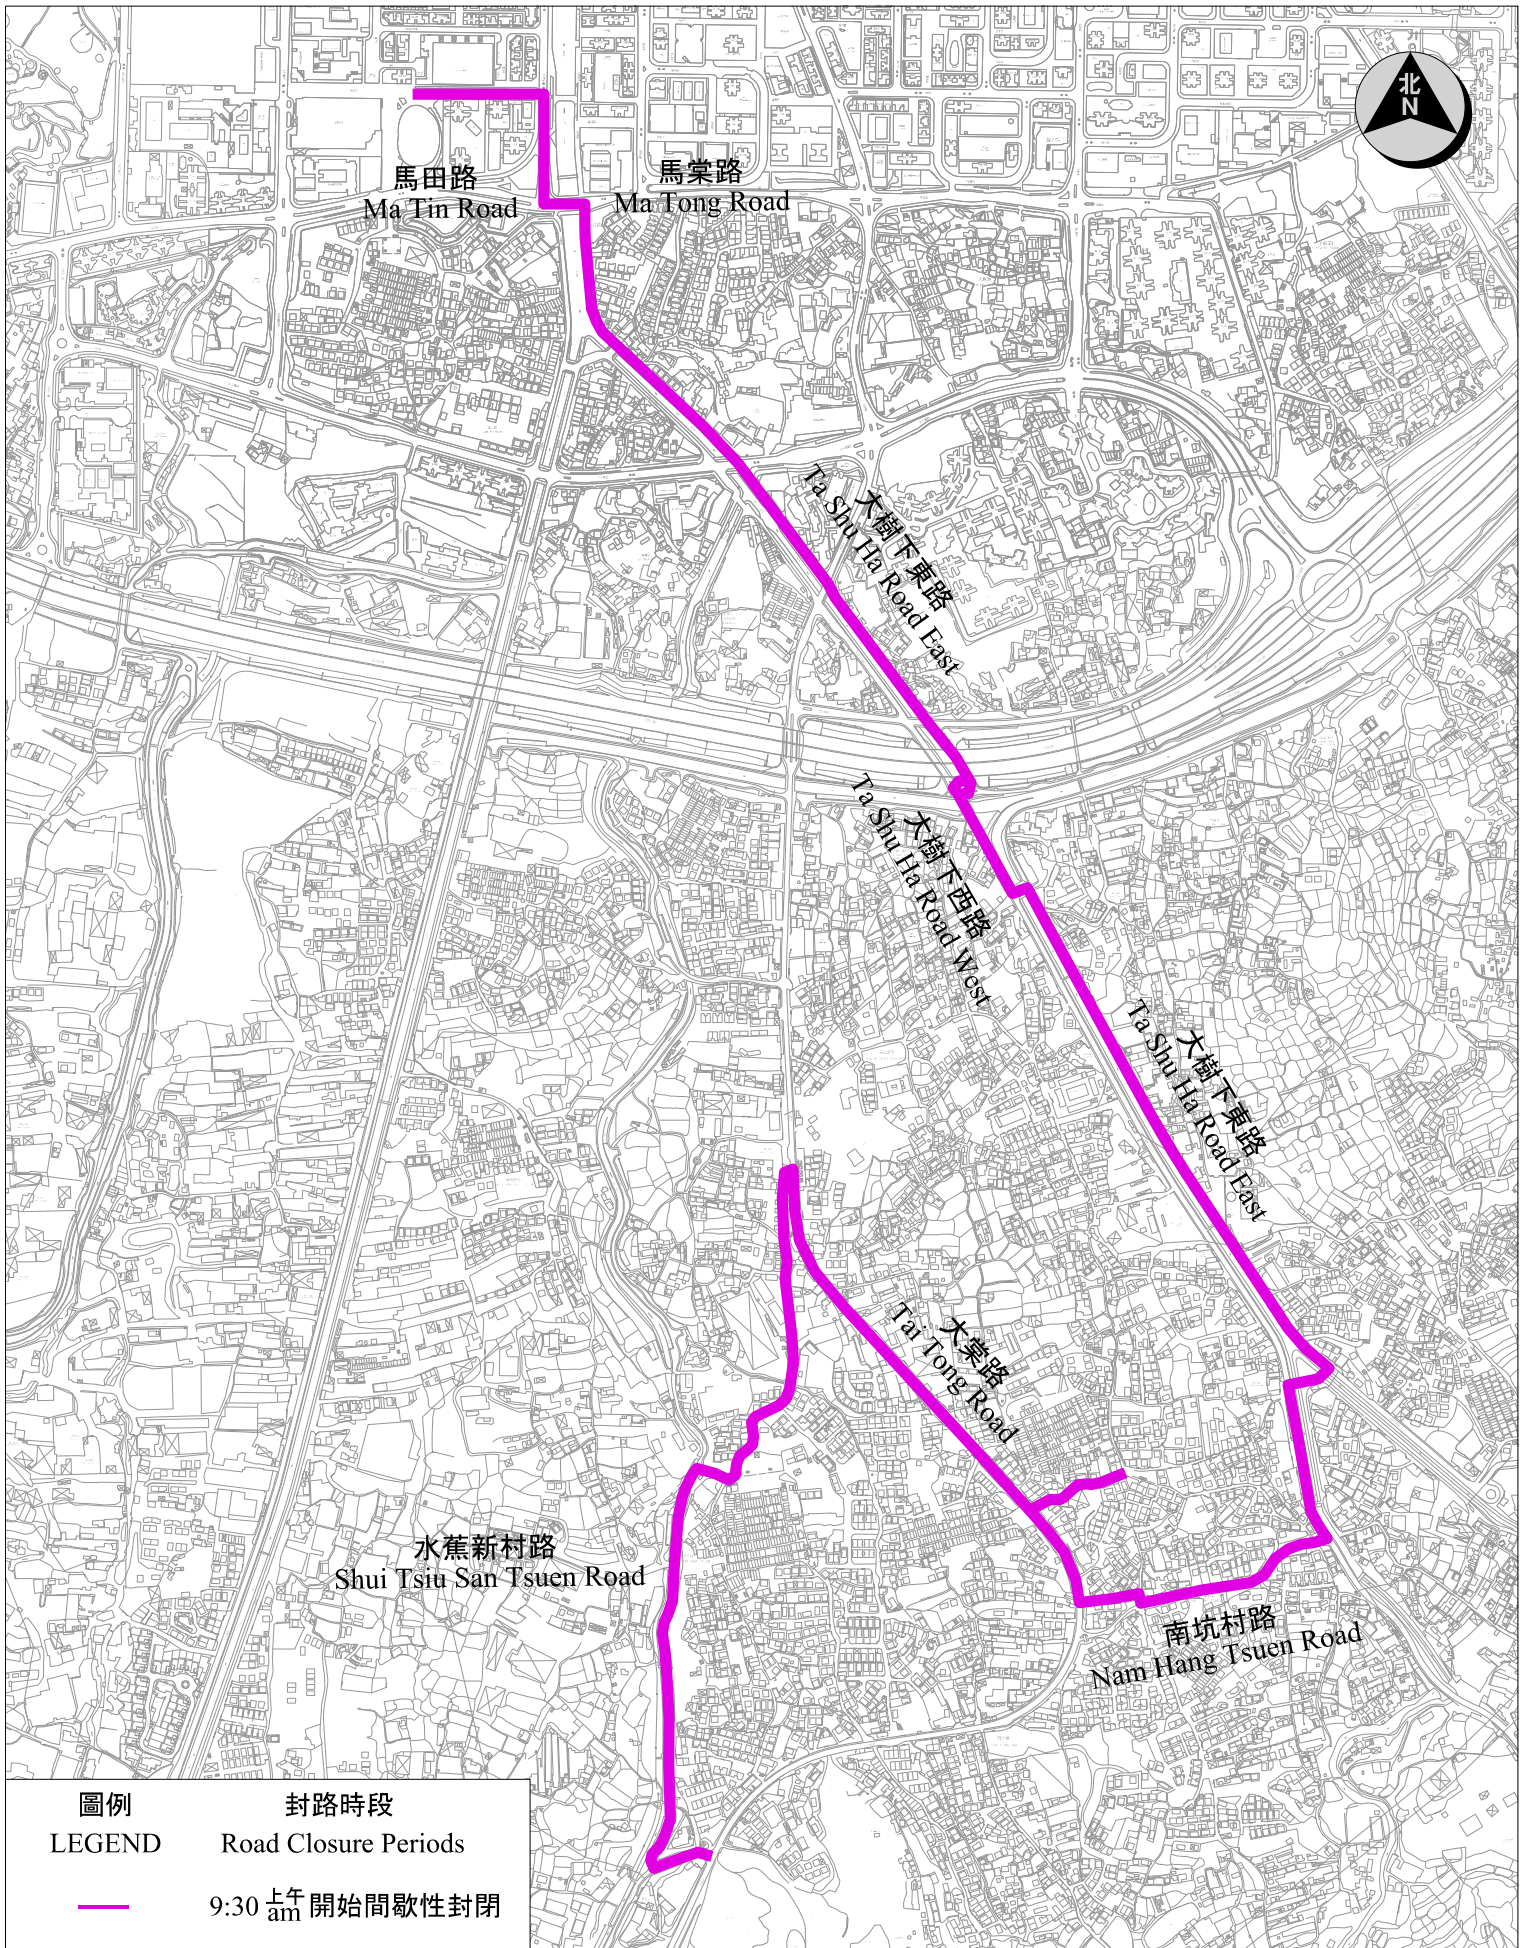 北
N
馬田路
Ma Tin Road
馬棠路
Ma Tong Road
大樹下東路
Ta Shu Ha Road East
大樹下西路
Ta Shu Ha Road West
大樹下東路
Ta Shu Ha Road East
大棠路
Tai Tong Road
水蕉新村路
Shui Tsiu San Tsuen Road
南坑村路
Nam Hang Tsuen Road
圖例
LEGEND
封路時段
Road Closure Periods
9:30 上午 am 開始間歇性封閉